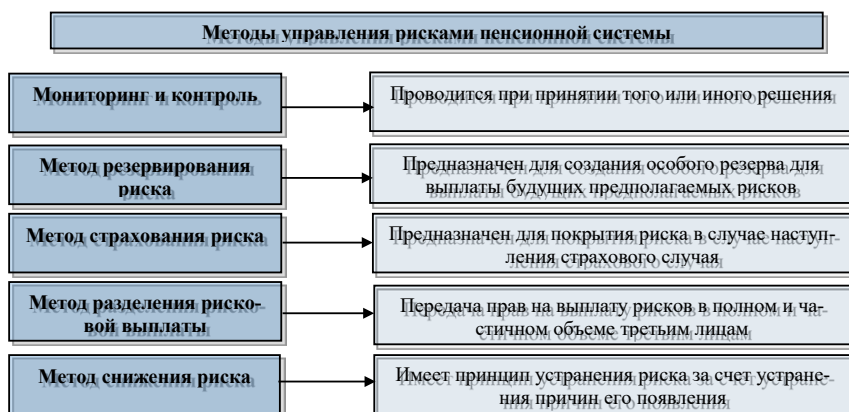 Методы управления рисками пенсионной системы
Мониторинг и контроль
Проводится при принятии того или иного решения
Метод резервирования
риска
Предназначен для создания особого резерва для
выплаты будущих предполагаемых рисков
Метод страхования риска
Предназначен для покрытия риска в случае наступ-
ления страхового случая
Метод разделения риско-
вой выплаты
Передача прав на выплату рисков в полном и ча-
стичном объеме третьим лицам
Метод снижения риска
Имеет принцип устранения риска за счет устране-
ния причин его появления